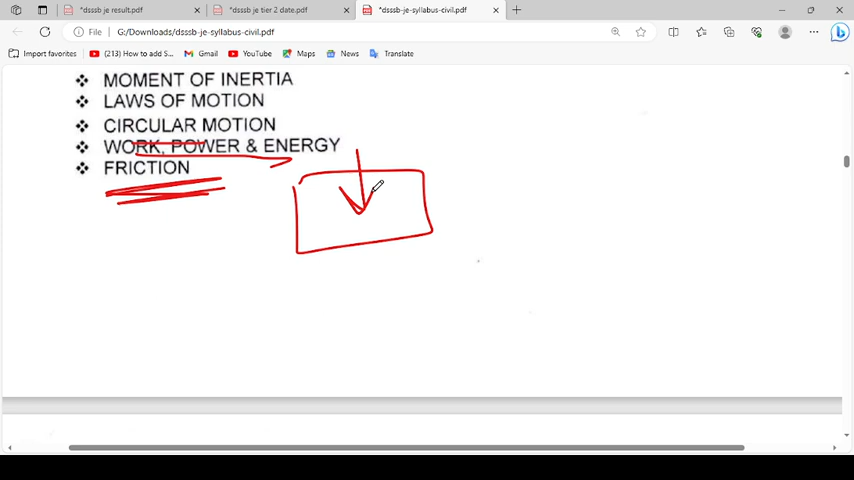 *dsssb je result.pdf
*dsssb je tier 2 date.pdf
*dsssb-je-syllabus-civil.pdf
File
G:/Downloads/dsssb-je-syllabus-civil.pdf
Import favorites
(213) How to add S...
Gmail
YouTube
Maps
News
Translate
MOMENT OF INERTIA
LAWS OF MOTION
CIRCULAR MOTION
WORK, POWER & ENERGY
FRICTION